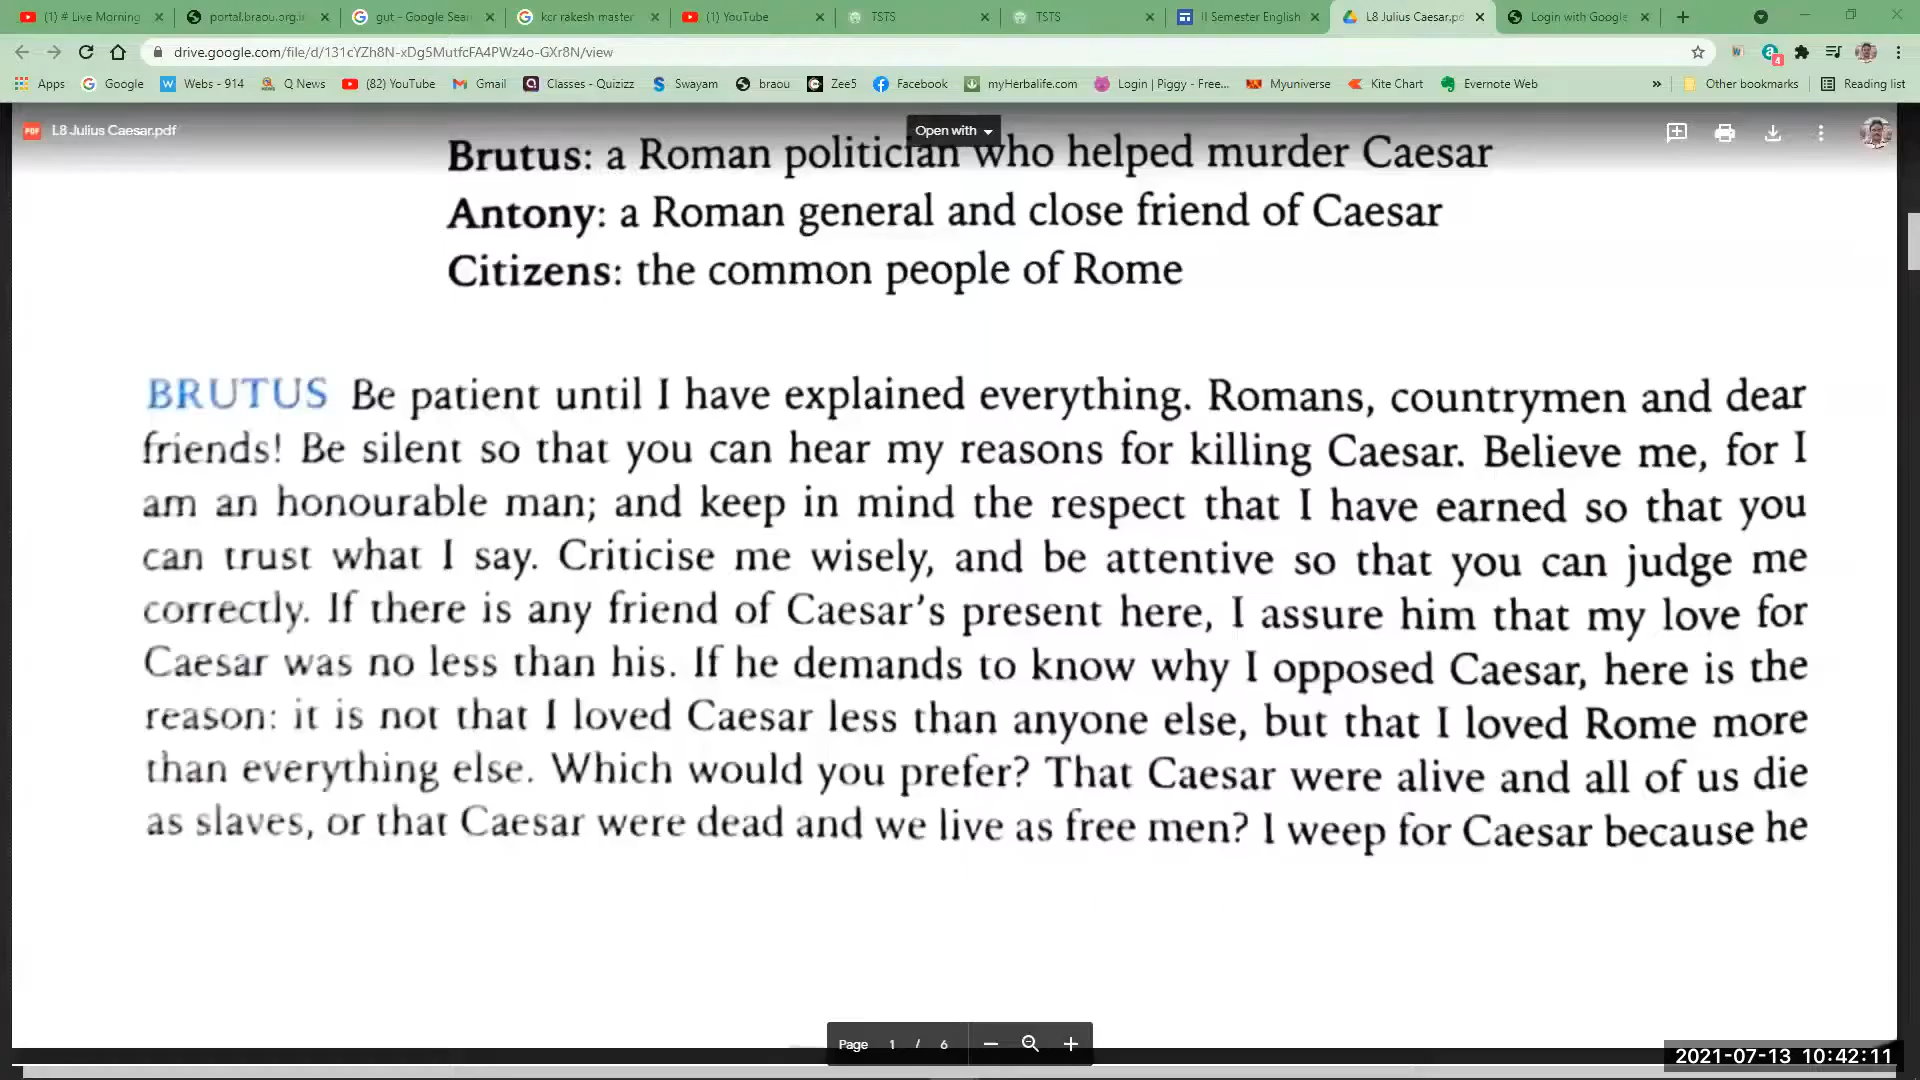 (1) # Live Morning
portal.braou.org.i
gut - Google Sear
kcr rakesh master
(1) YouTube
TSTS
TSTS
II Semester English
L8 Julius Caesar.pd
Login with Google
drive.google.com/file/d/131cYZh8N-xDg5MutfcFA4PWz4o-GXr8N/view
4
Apps
Google
Webs - 914
Q News
(82) YouTube
Gmail
Classes - Quizizz
Swayam
braou
Zee5
Facebook
myHerbalife.com
Login | Piggy - Free...
Myuniverse
Kite Chart
Evernote Web
»
Other bookmarks
Reading list
PDF
L8 Julius Caesar.pdf
Open with
Brutus: a Roman politician who helped murder Caesar
Antony: a Roman general and close friend of Caesar
Citizens: the common people of Rome
BRUTUS Be patient until I have explained everything. Romans, countrymen and dear
friends! Be silent so that you can hear my reasons for killing Caesar. Believe me, for I
am an honourable man; and keep in mind the respect that I have earned so that you
can trust what I say. Criticise me wisely, and be attentive so that you can judge me
correctly. If there is any friend of Caesar's present here, I assure him that my love for
Caesar was no less than his. If he demands to know why I opposed Caesar, here is the
reason: it is not that I loved Caesar less than anyone else, but that I loved Rome more
than everything else. Which would you prefer? That Caesar were alive and all of us die
as slaves, or that Caesar were dead and we live as free men? I weep for Caesar because he
Page 1 / 6
2021-07-13 10:42:11